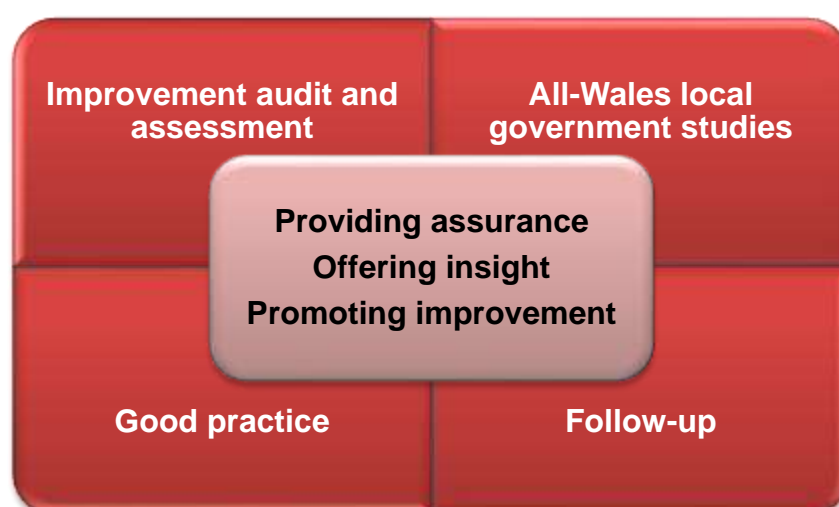 Improvement audit and
assessment
All-Wales local
government studies
Providing assurance
Offering insight
Promoting improvement
Good practice
Follow-up